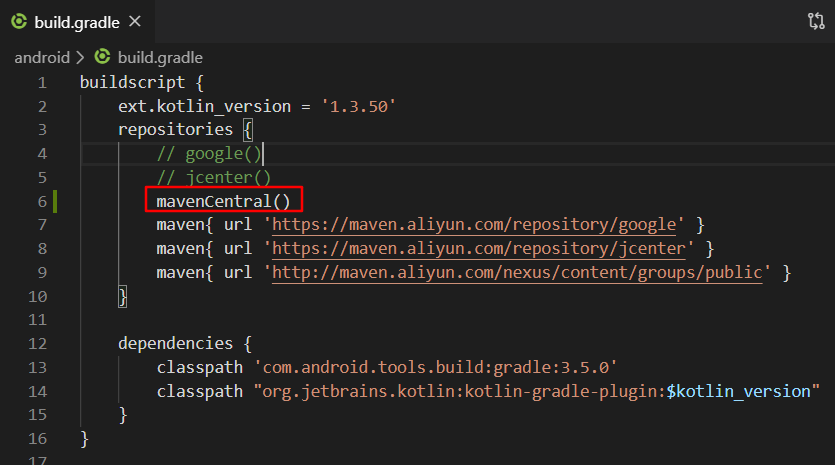 build.gradle
android > build.gradle
1 buildscript {
2 ext.kotlin_version = '1.3.50'
3 repositories {
4 // google()
5 // jcenter()
6 mavenCentral()
7 maven{ url 'https://maven.aliyun.com/repository/google' }
8 maven{ url 'https://maven.aliyun.com/repository/jcenter' }
9 maven{ url 'http://maven.aliyun.com/nexus/content/groups/public' }
10 }
11
12 dependencies {
13 classpath 'com.android.tools.build:gradle:3.5.0'
14 classpath "org.jetbrains.kotlin:kotlin-gradle-plugin:$kotlin_version"
15 }
16 }
17